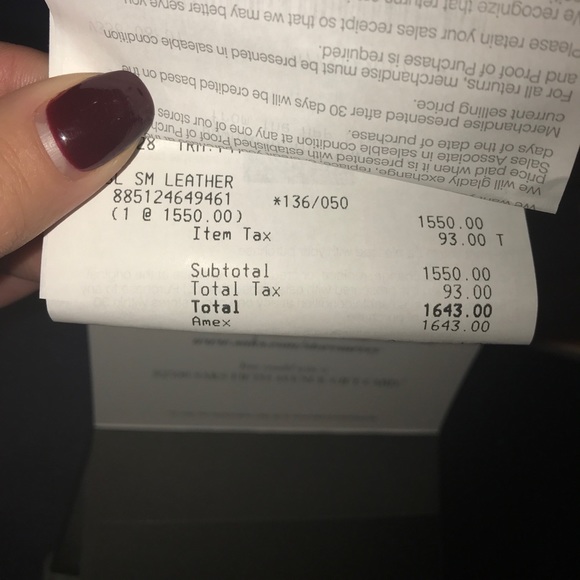 We will gladly exchange, replace
price paid when it is presented with established Proof of
Sales Associate in saleable condition at any one of our stores
days of the date of purchase.
Merchandise presented after 30 days will be credited based on the
current selling price.
For all returns, merchandise must be presented in saleable condition
and Proof of Purchase is required.
Please retain your sales receipt so that we may better serve you
We recognize that
28 TRM:
SM LEATHER
885124649461 *136/050
(1 @ 1550.00) 1550.00
Item Tax 93.00 T
Subtotal 1550.00
Total Tax 93.00
Total 1643.00
Amex 1643.00